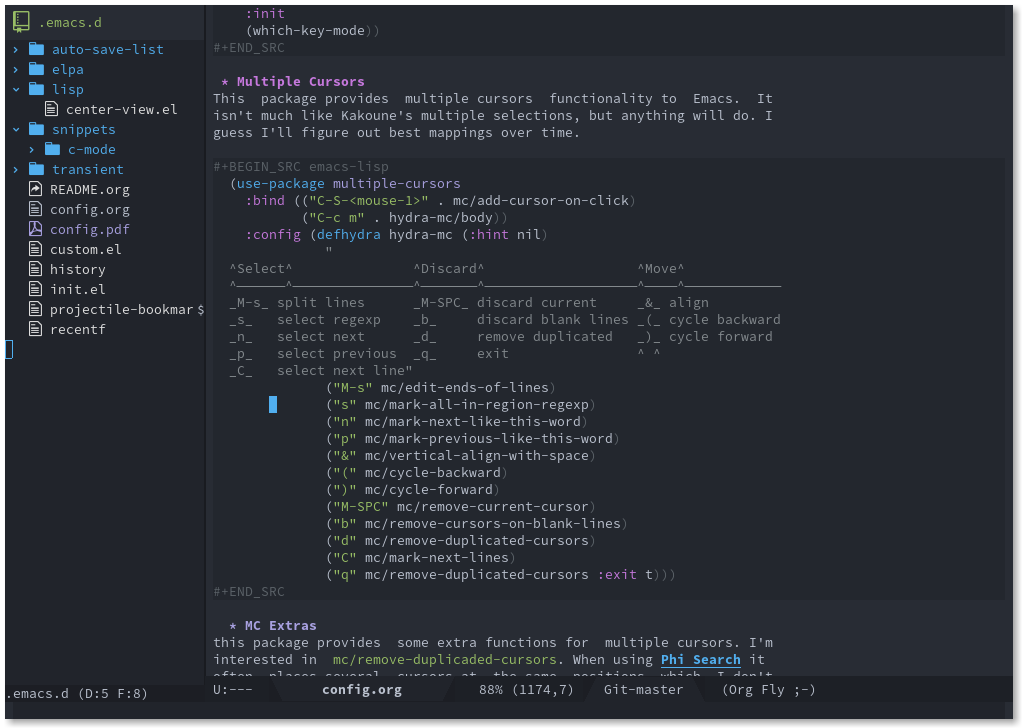 .emacs.d
auto-save-list
elpa
lisp
center-view.el
snippets
c-mode
transient
README.org
config.org
config.pdf
custom.el
history
init.el
projectile-bookmar$
recentf
.emacs.d (D:5 F:8)
:init
(which-key-mode))
#+END_SRC
* Multiple Cursors
This  package provides  multiple cursors  functionality to  Emacs.  It
isn't much like Kakoune's multiple selections, but anything will do. I
guess I'll figure out best mappings over time.
#+BEGIN_SRC emacs-lisp
(use-package multiple-cursors
:bind (("C-S-<mouse-1>" . mc/add-cursor-on-click)
("C-c m" . hydra-mc/body))
:config (defhydra hydra-mc (:hint nil)
"
^Select^ ^Discard^ ^Move^
^──────^───────────────^────────^───────────────────^─────^────────────
_M-s_ split lines _M-SPC_ discard current _&_ align
_s_ select regexp _b_ discard blank lines _(_ cycle backward
_n_ select next _d_ remove duplicated _)_ cycle forward
_p_ select previous _q_ exit ^ ^
_C_ select next line"
("M-s" mc/edit-ends-of-lines)
("s" mc/mark-all-in-region-regexp)
("n" mc/mark-next-like-this-word)
("p" mc/mark-previous-like-this-word)
("&" mc/vertical-align-with-space)
("(" mc/cycle-backward)
(")" mc/cycle-forward)
("M-SPC" mc/remove-current-cursor)
("b" mc/remove-cursors-on-blank-lines)
("d" mc/remove-duplicated-cursors)
("C" mc/mark-next-lines)
("q" mc/remove-duplicated-cursors :exit t)))
#+END_SRC
* MC Extras
this package provides  some extra functions for  multiple cursors. I'm
interested in  mc/remove-duplicaded-cursors. When using Phi Search it
often  places several  cursors at  the  same  positions  which  I don't
U:--- config.org 88% (1174,7) Git-master (Org Fly ;-)